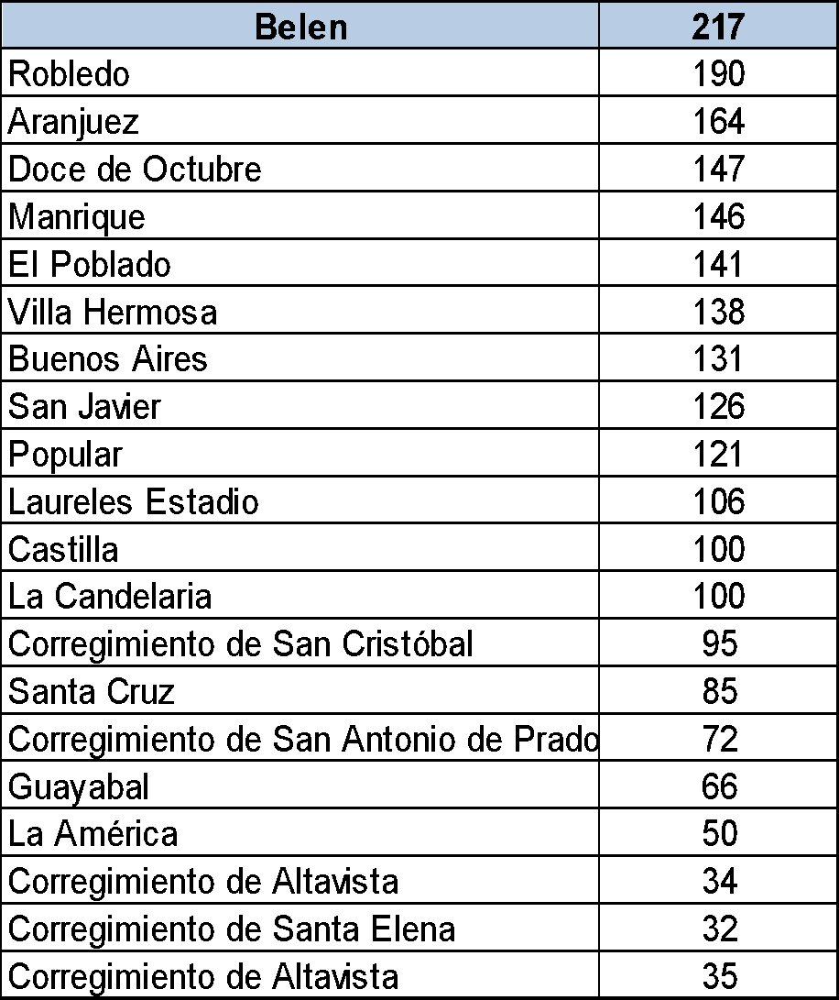 Belen 217
Robledo 190
Aranjuez 164
Doce de Octubre 147
Manrique 146
El Poblado 141
Villa Hermosa 138
Buenos Aires 131
San Javier 126
Popular 121
Laureles Estadio 106
Castilla 100
La Candelaria 100
Corregimiento de San Cristóbal 95
Santa Cruz 85
Corregimiento de San Antonio de Prado 72
Guayabal 66
La América 50
Corregimiento de Altavista 34
Corregimiento de Santa Elena 32
Corregimiento de Altavista 35